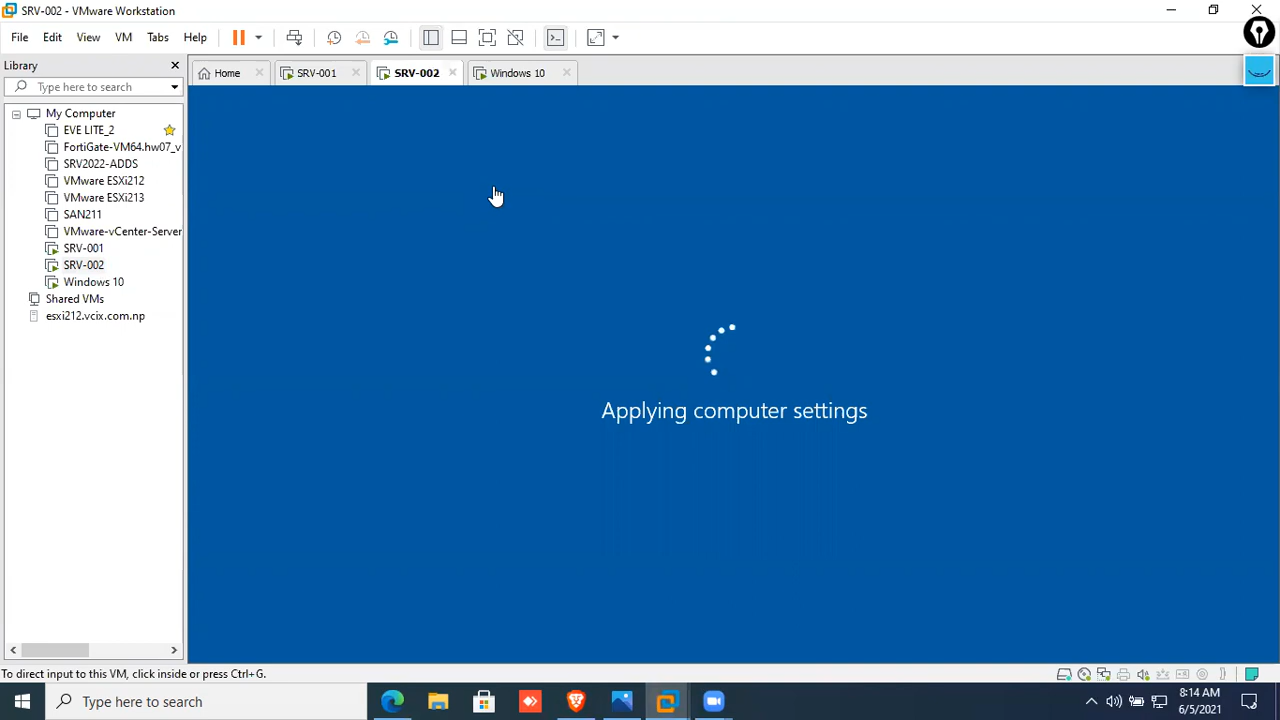 SRV-002 - VMware Workstation
File Edit View VM Tabs Help
Library
Type here to search
Home SRV-001 SRV-002 Windows 10
My Computer
EVE LITE_2
FortiGate-VM64.hw07_v
SRV2022-ADDS
VMware ESXi212
VMware ESXi213
SAN211
VMware-vCenter-Server
SRV-001
SRV-002
Windows 10
Shared VMs
esxi212.vcix.com.np
Applying computer settings
To direct input to this VM, click inside or press Ctrl+G.
Type here to search
8:14 AM
6/5/2021